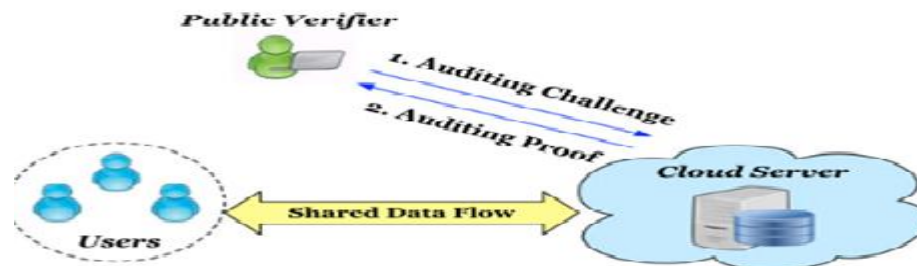 Public Verifier
1. Auditing Challenge
2. Auditing Proof
Cloud Server
Shared Data Flow
Users